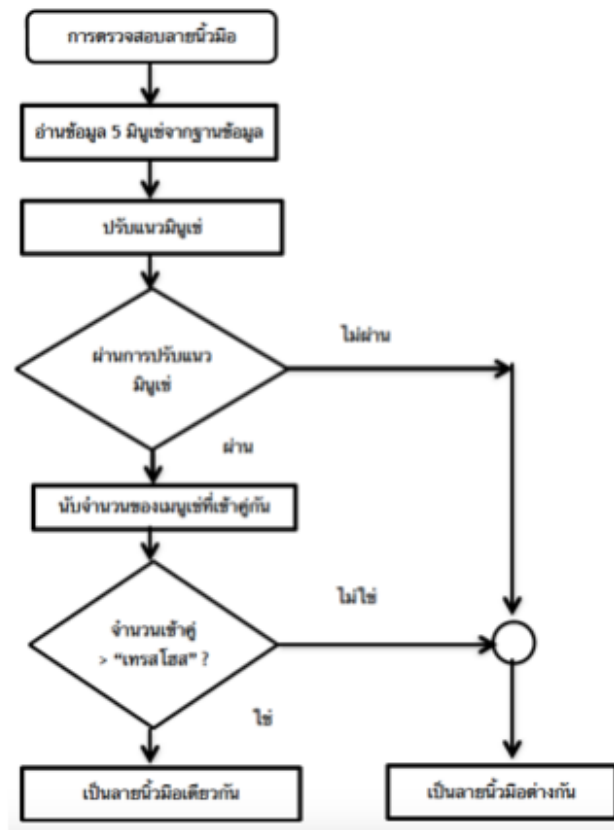 การตรวจสอบลายนิ้วมือ
อ่านข้อมูล 5 มินูเช่จากฐานข้อมูล
ปรับแนวมินูเช่
ผ่านการปรับแนว
มินูเช่
ไม่ผ่าน
ผ่าน
นับจำนวนของเมนูเช่ที่เข้าคู่กัน
จำนวนเข้าคู่
> “เทรสโฮส” ?
ไม่ใช่
ใช่
เป็นลายนิ้วมือเดียวกัน
เป็นลายนิ้วมือต่างกัน